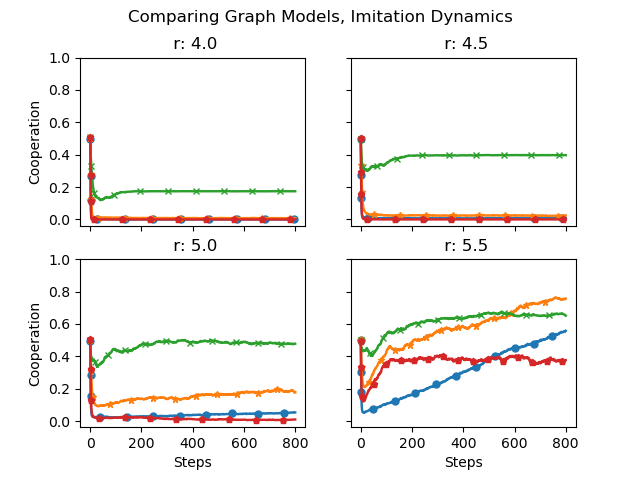 Comparing Graph Models, Imitation Dynamics
r: 4.0
r: 4.5
1.0
0.8
0.6
0.4
0.2
0.0
Cooperation
r: 5.0
r: 5.5
1.0
0.8
0.6
0.4
0.2
0.0
Cooperation
0 200 400 600 800
0 200 400 600 800
Steps
Steps